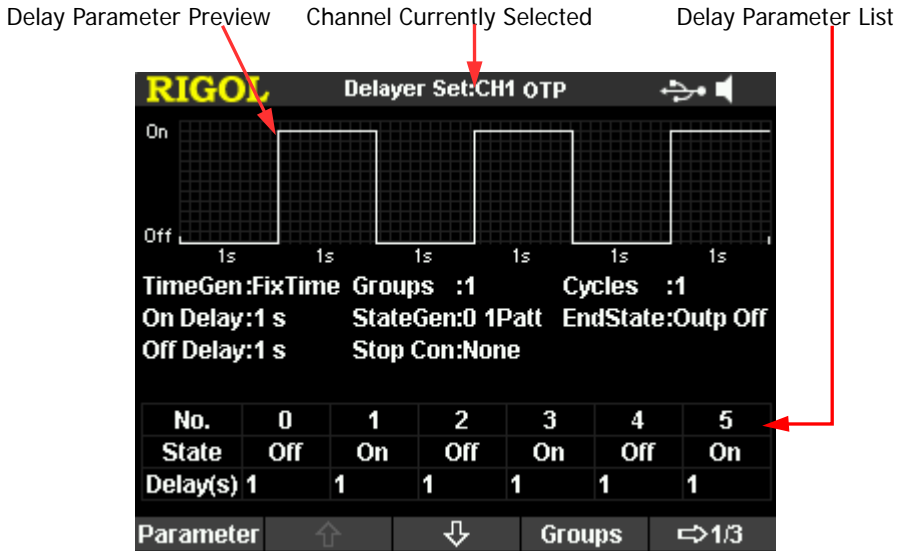 Delay Parameter Preview Channel Currently Selected Delay Parameter List
RIGOL Delayer Set:CH1 OTP
On
Off
1s 1s 1s 1s 1s 1s
TimeGen:FixTime Groups :1 Cycles :1
On Delay:1 s StateGen:0 1Patt EndState:Outp Off
Off Delay:1 s Stop Con:None
No. 0 1 2 3 4 5
State Off On Off On Off On
Delay(s) 1 1 1 1 1 1
Parameter Groups 1/3